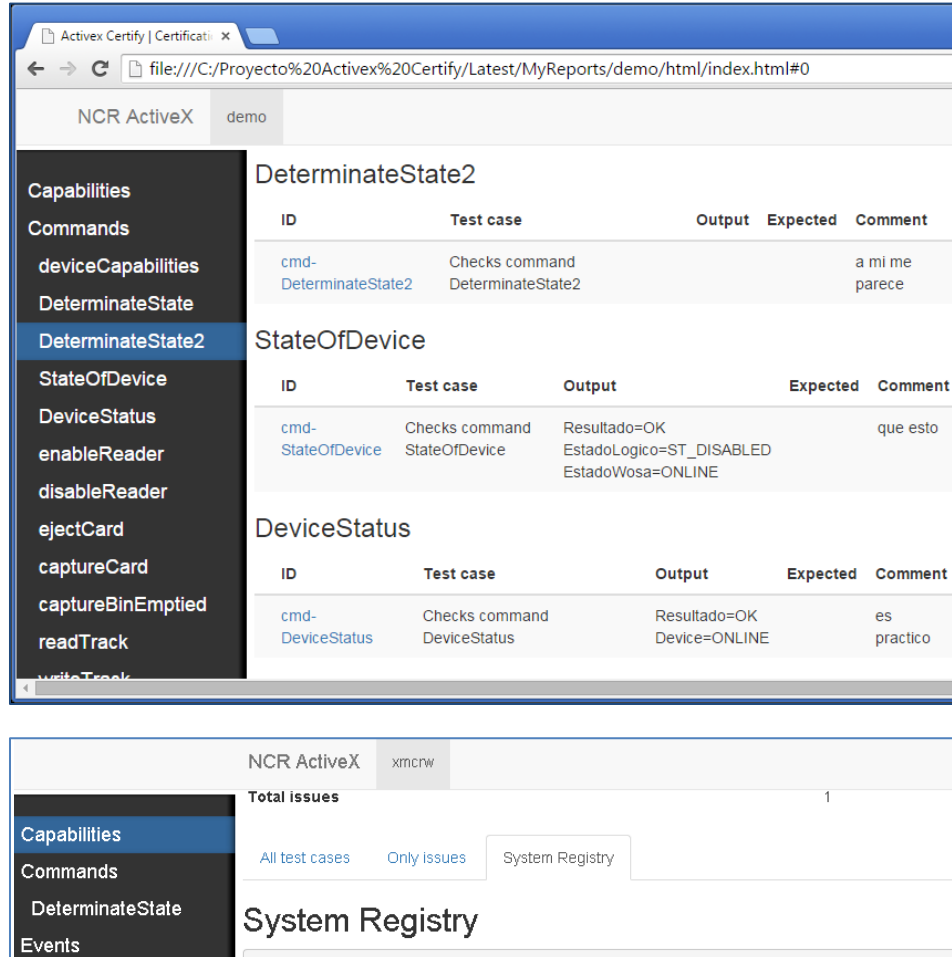 Activex Certify | Certificati
file:///C:/Proyecto%20Activex%20Certify/Latest/MyReports/demo/html/index.html#0
NCR ActiveX demo
Capabilities
Commands
deviceCapabilities
DeterminateState
DeterminateState2
StateOfDevice
DeviceStatus
enableReader
disableReader
ejectCard
captureCard
captureBinEmptied
readTrack
writeTrack
DeterminateState2
ID Test case Output Expected Comment
cmd- Checks command a mi me
DeterminateState2 DeterminateState2 parece
StateOfDevice
ID Test case Output Expected Comment
cmd- Checks command Resultado=OK que esto
StateOfDevice StateOfDevice EstadoLogico=ST_DISABLED
EstadoWosa=ONLINE
DeviceStatus
ID Test case Output Expected Comment
cmd- Checks command Resultado=OK es
DeviceStatus DeviceStatus Device=ONLINE practico
NCR ActiveX xmcrw
Total issues 1
Capabilities
Commands
DeterminateState
Events
All test cases Only issues System Registry
System Registry